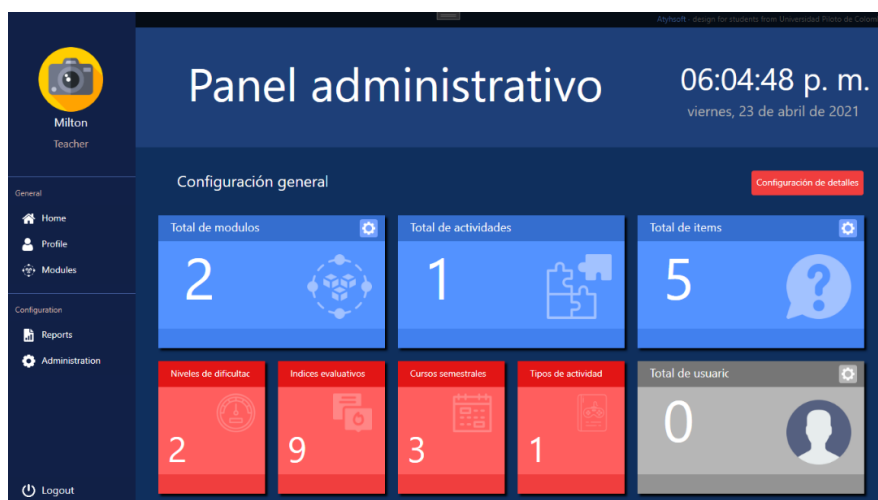 Atyhsoft - design for students from Universidad Piloto de Colom
Milton
Teacher
General
Home
Profile
Modules
Configuration
Reports
Administration
Logout
Panel administrativo
06:04:48 p. m.
viernes, 23 de abril de 2021
Configuración general
Configuración de detalles
Total de modulos
2
Total de actividades
1
Total de items
5
Niveles de dificultac
2
Indices evaluativos
9
Cursos semestrales
3
Tipos de actividad
1
Total de usuaric
0